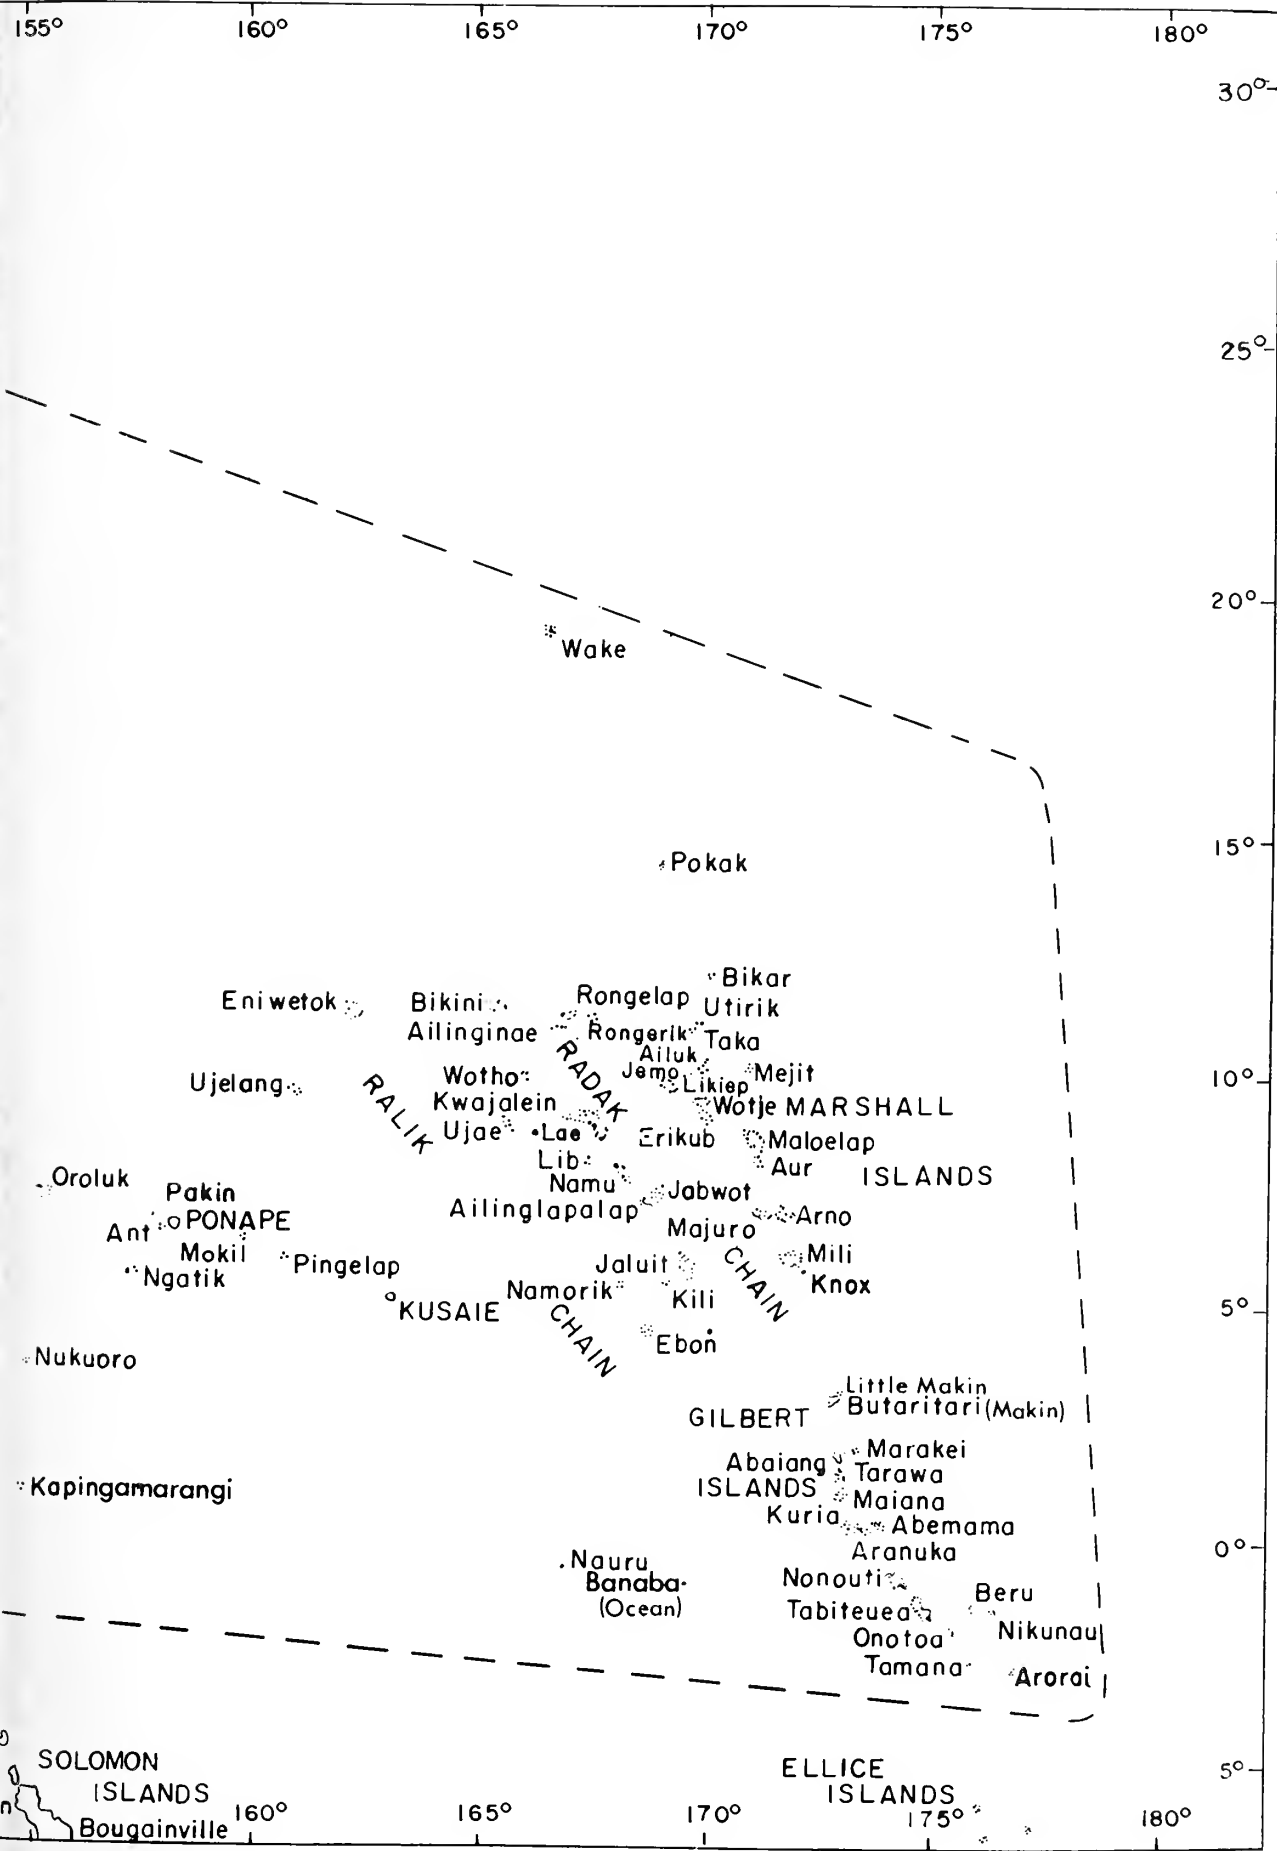 155° 160° 165° 170° 175° 180°
30°
25°
20°
Wake
15°
Pokak
Bikar
Eniwetok Bikini Rongelap Utirik
Ailinginae Rongerik Taka
Ailuk
RADAK
Ujelang Wotho Jemo Likiep Mejit 10°
RALIK
Kwajalein Wotje MARSHALL
Ujae Lae Erikub Maloelap
Lib Aur ISLANDS
Oroluk Pakin Namu Jabwot
Ant PONAPE Ailinglapalap Majuro Arno
Mokil Pingelap Jaluit CHAIN Mili
Ngatik Namorik Kili Knox
KUSAIE CHAIN 5°
Ebon
Nukuoro
Little Makin
GILBERT Butaritari (Makin)
Abaiang Marakei
Kapingamarangi ISLANDS Tarawa
Maiana
Kuria Abemama
Aranuka 0°
Nauru
Banaba
(Ocean)
Nonouti Beru
Tabiteuea
Onotoa Nikunau
Tamana Arorai
SOLOMON ELLICE 5°
ISLANDS ISLANDS
160° 165° 170° 175° 180°
Bougainville